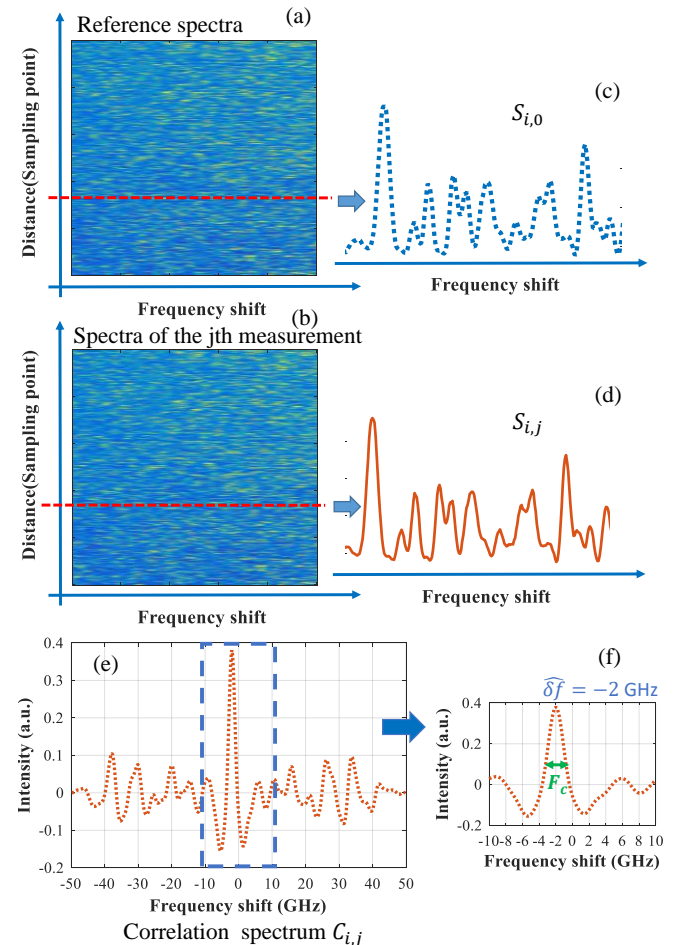 (a)
Reference spectra
Distance(Sampling point)
Frequency shift
(c)
S_{i,0}
Frequency shift
(b)
Spectra of the jth measurement
Distance(Sampling point)
Frequency shift
(d)
S_{i,j}
Frequency shift
(e)
Intensity (a.u.)
0.4
0.3
0.2
0.1
0
-0.1
-0.2
-50 -40 -30 -20 -10 0 10 20 30 40 50
Frequency shift (GHz)
Correlation spectrum C_{i,j}
(f)
\widehat{δf} = −2 GHz
Intensity (a.u.)
0.4
0.2
0
-0.2
F_c
-10 -8 -6 -4 -2 0 2 4 6 8 10
Frequency shift (GHz)